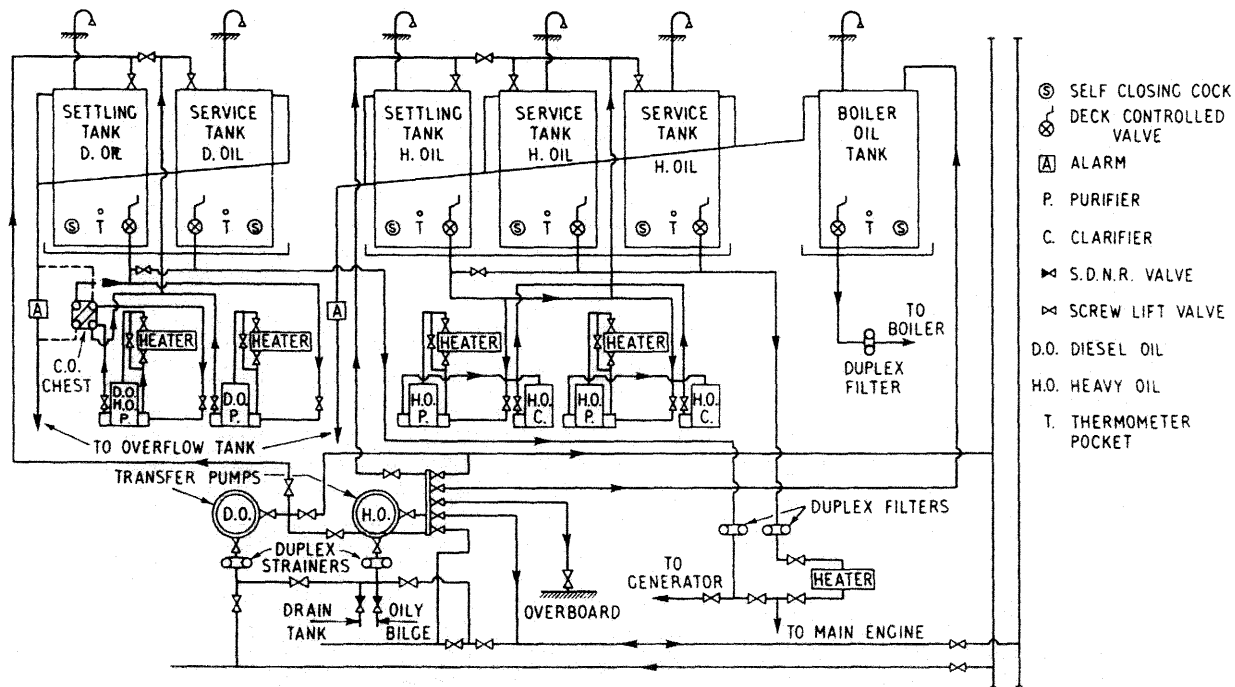 SETTLING
TANK
D. OIL
SERVICE
TANK
D. OIL
SETTLING
TANK
H. OIL
SERVICE
TANK
H. OIL
SERVICE
TANK
H. OIL
BOILER
OIL
TANK
S T
T S
S T
S T
S T
T S
A
A
C.O.
CHEST
HEATER
HEATER
HEATER
HEATER
D.O.
H.O.
P.
D.O.
P.
H.O.
P.
H.O.
C.
H.O.
P.
H.O.
C.
TO
BOILER
DUPLEX
FILTER
TO OVERFLOW TANK
TRANSFER PUMPS
D.O.
H.O.
DUPLEX
STRAINERS
DRAIN
TANK
OILY
BILGE
OVERBOARD
DUPLEX FILTERS
TO
GENERATOR
HEATER
TO MAIN ENGINE
S SELF CLOSING COCK
DECK CONTROLLED
VALVE
A ALARM
P. PURIFIER
C. CLARIFIER
S.D.N.R. VALVE
SCREW LIFT VALVE
D.O. DIESEL OIL
H.O. HEAVY OIL
T. THERMOMETER
POCKET